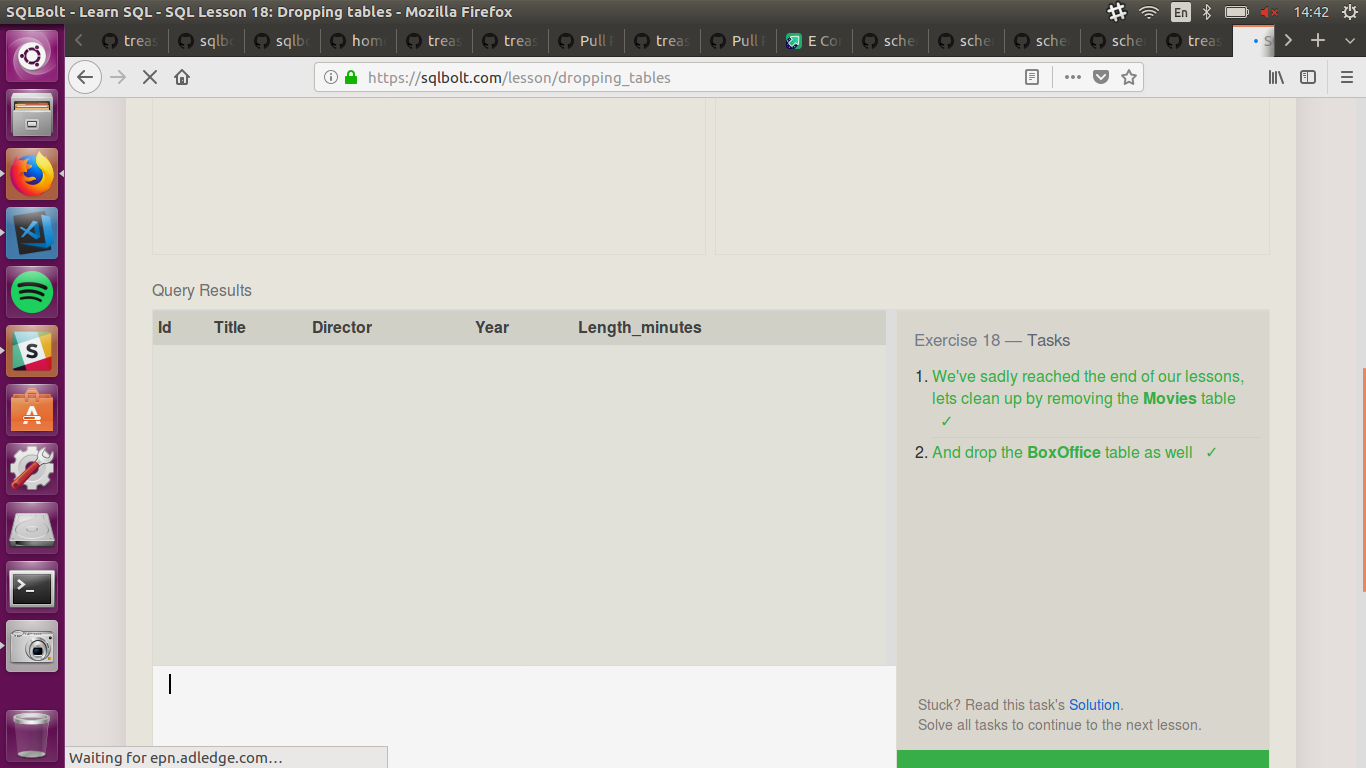 SQLBolt - Learn SQL - SQL Lesson 18: Dropping tables - Mozilla Firefox
En
14:42
treas
sqlb
sqlb
hom
treas
treas
Pull
treas
Pull
E Co
sche
sche
sche
sche
treas
S
https://sqlbolt.com/lesson/dropping_tables
Query Results
Id Title Director Year Length_minutes
Exercise 18 — Tasks
1. We've sadly reached the end of our lessons,
lets clean up by removing the Movies table
✓
2. And drop the BoxOffice table as well ✓
Stuck? Read this task's Solution.
Solve all tasks to continue to the next lesson.
Waiting for epn.adledge.com…